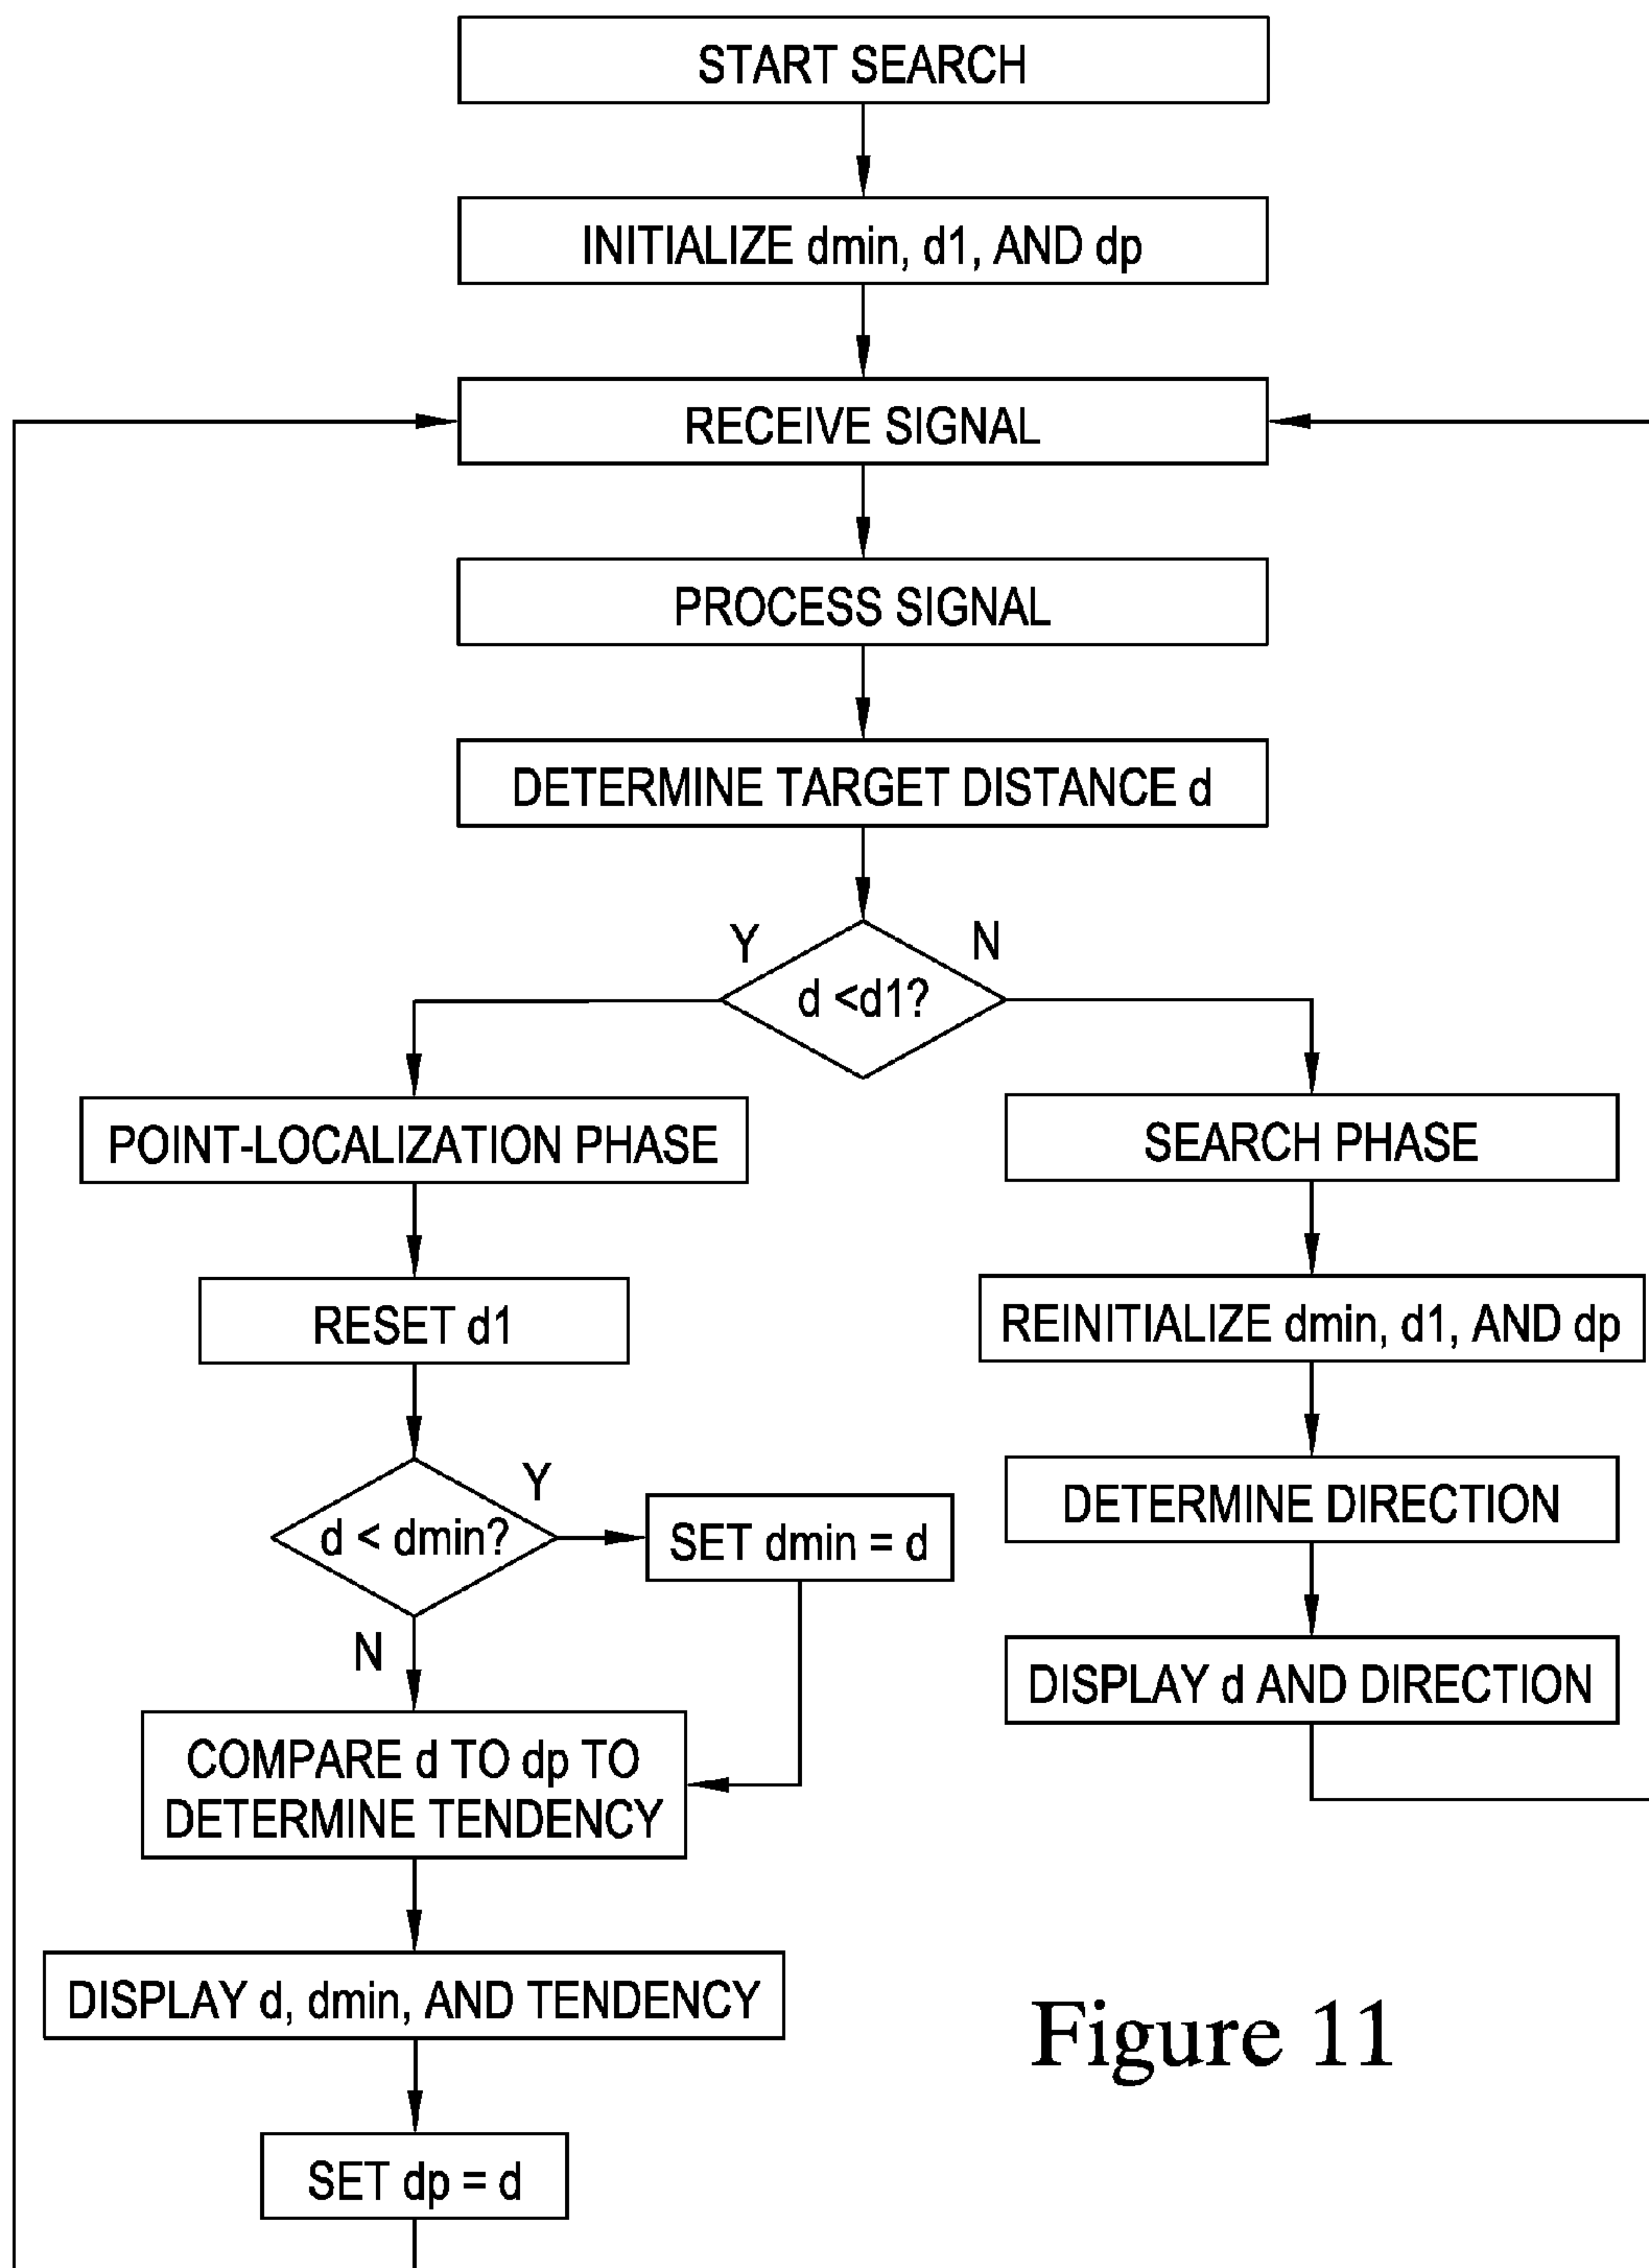 START SEARCH
INITIALIZE dmin, d1, AND dp
RECEIVE SIGNAL
PROCESS SIGNAL
DETERMINE TARGET DISTANCE d
Y
N
d <d1?
POINT-LOCALIZATION PHASE
SEARCH PHASE
RESET d1
REINITIALIZE dmin, d1, AND dp
Y
d < dmin?
SET dmin = d
DETERMINE DIRECTION
N
DISPLAY d AND DIRECTION
COMPARE d TO dp TO
DETERMINE TENDENCY
DISPLAY d, dmin, AND TENDENCY
SET dp = d
Figure 11